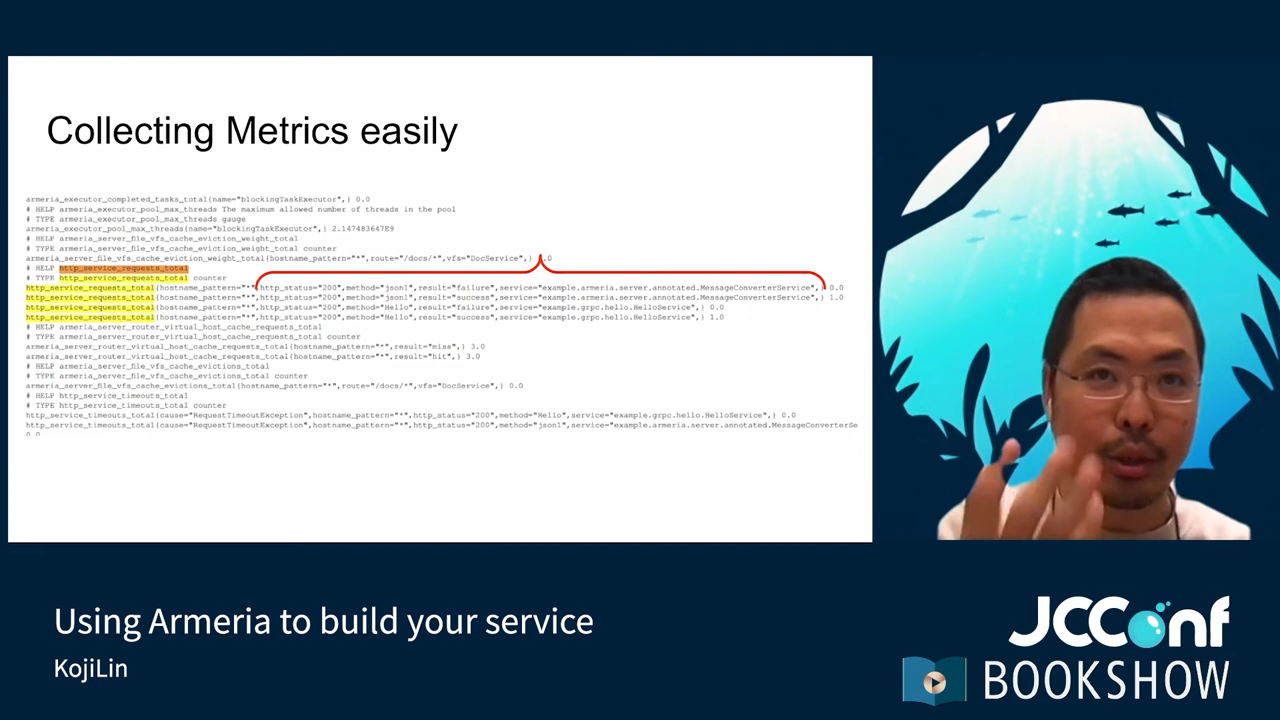 Collecting Metrics easily
armeria_executor_completed_tasks_total{name="blockingTaskExecutor",} 0.0
# HELP armeria_executor_pool_max_threads The maximum allowed number of threads in the pool
# TYPE armeria_executor_pool_max_threads gauge
armeria_executor_pool_max_threads{name="blockingTaskExecutor",} 2.147483647E9
# HELP armeria_server_file_vfs_cache_eviction_weight_total
# TYPE armeria_server_file_vfs_cache_eviction_weight_total counter
armeria_server_file_vfs_cache_eviction_weight_total{hostname_pattern="*",route="/docs/*",vfs="DocService",} 0.0
# HELP http_service_requests_total
# TYPE http_service_requests_total counter
http_service_requests_total{hostname_pattern="*",http_status="200",method="json1",result="failure",service="example.armeria.server.annotated.MessageConverterService",} 0.0
http_service_requests_total{hostname_pattern="*",http_status="200",method="json1",result="success",service="example.armeria.server.annotated.MessageConverterService",} 1.0
http_service_requests_total{hostname_pattern="*",http_status="200",method="Hello",result="failure",service="example.grpc.hello.HelloService",} 0.0
http_service_requests_total{hostname_pattern="*",http_status="200",method="Hello",result="success",service="example.grpc.hello.HelloService",} 1.0
# HELP armeria_server_router_virtual_host_cache_requests_total
# TYPE armeria_server_router_virtual_host_cache_requests_total counter
armeria_server_router_virtual_host_cache_requests_total{hostname_pattern="*",result="miss",} 3.0
armeria_server_router_virtual_host_cache_requests_total{hostname_pattern="*",result="hit",} 3.0
# HELP armeria_server_file_vfs_cache_evictions_total
# TYPE armeria_server_file_vfs_cache_evictions_total counter
armeria_server_file_vfs_cache_evictions_total{hostname_pattern="*",route="/docs/*",vfs="DocService",} 0.0
# HELP http_service_timeouts_total
# TYPE http_service_timeouts_total counter
http_service_timeouts_total{cause="RequestTimeoutException",hostname_pattern="*",http_status="200",method="Hello",service="example.grpc.hello.HelloService",} 0.0
http_service_timeouts_total{cause="RequestTimeoutException",hostname_pattern="*",http_status="200",method="json1",service="example.armeria.server.annotated.MessageConverterSe
Using Armeria to build your service
KojiLin
JCConf
BOOKSHOW